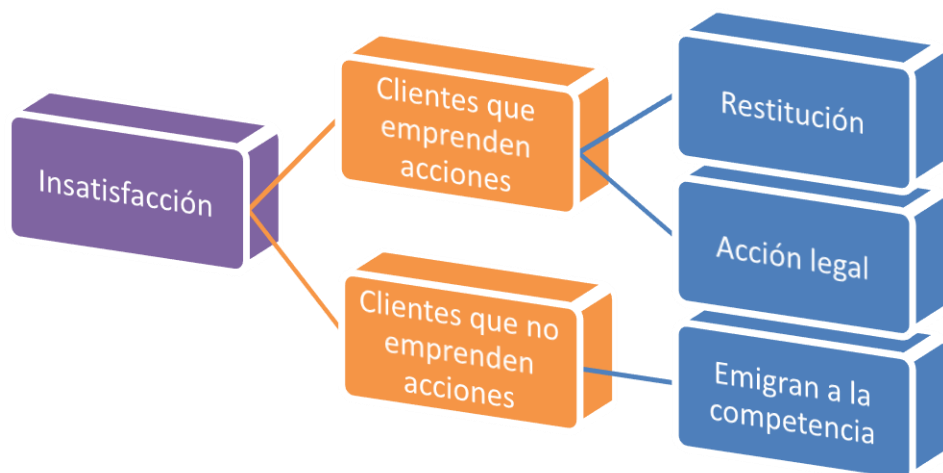 Insatisfacción
Clientes que
emprenden
acciones
Clientes que no
emprenden
acciones
Restitución
Acción legal
Emigran a la
competencia